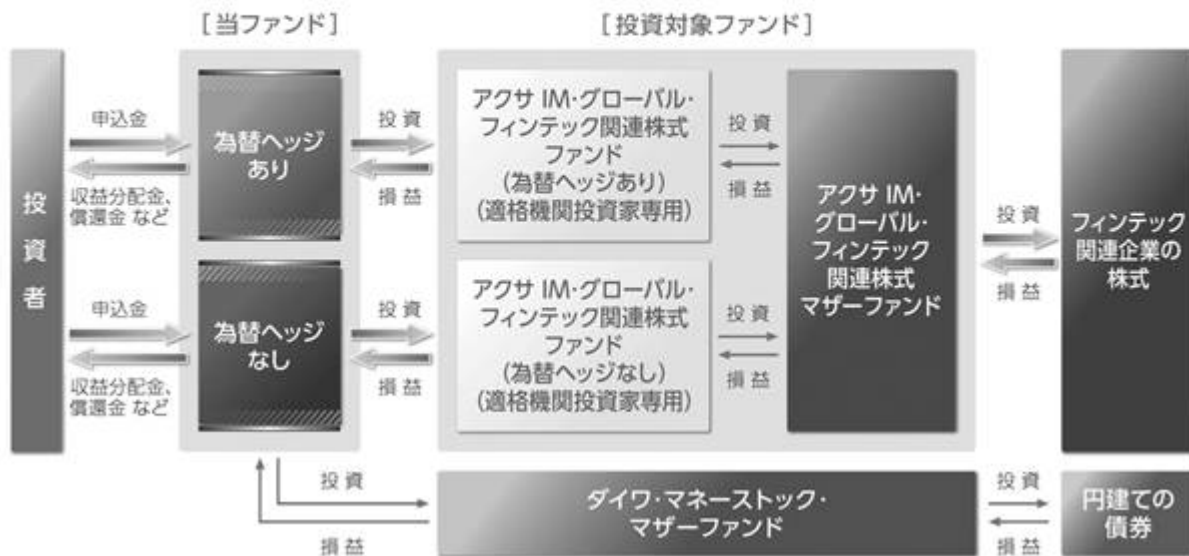 [当ファンド]
[投資対象ファンド]
投資者
申込金
収益分配金、
償還金 など
為替ヘッジ
あり
投 資
損 益
アクサ IM・グローバル・
フィンテック関連株式
ファンド
(為替ヘッジあり)
(適格機関投資家専用)
投 資
損 益
申込金
収益分配金、
償還金 など
為替ヘッジ
なし
投 資
損 益
アクサ IM・グローバル・
フィンテック関連株式
ファンド
(為替ヘッジなし)
(適格機関投資家専用)
投 資
損 益
アクサ IM・
グローバル・
フィンテック
関連株式
マザーファンド
投 資
損 益
フィンテック
関連企業の
株式
投 資
損 益
ダイワ・マネーストック・
マザーファンド
投 資
損 益
円建ての
債券